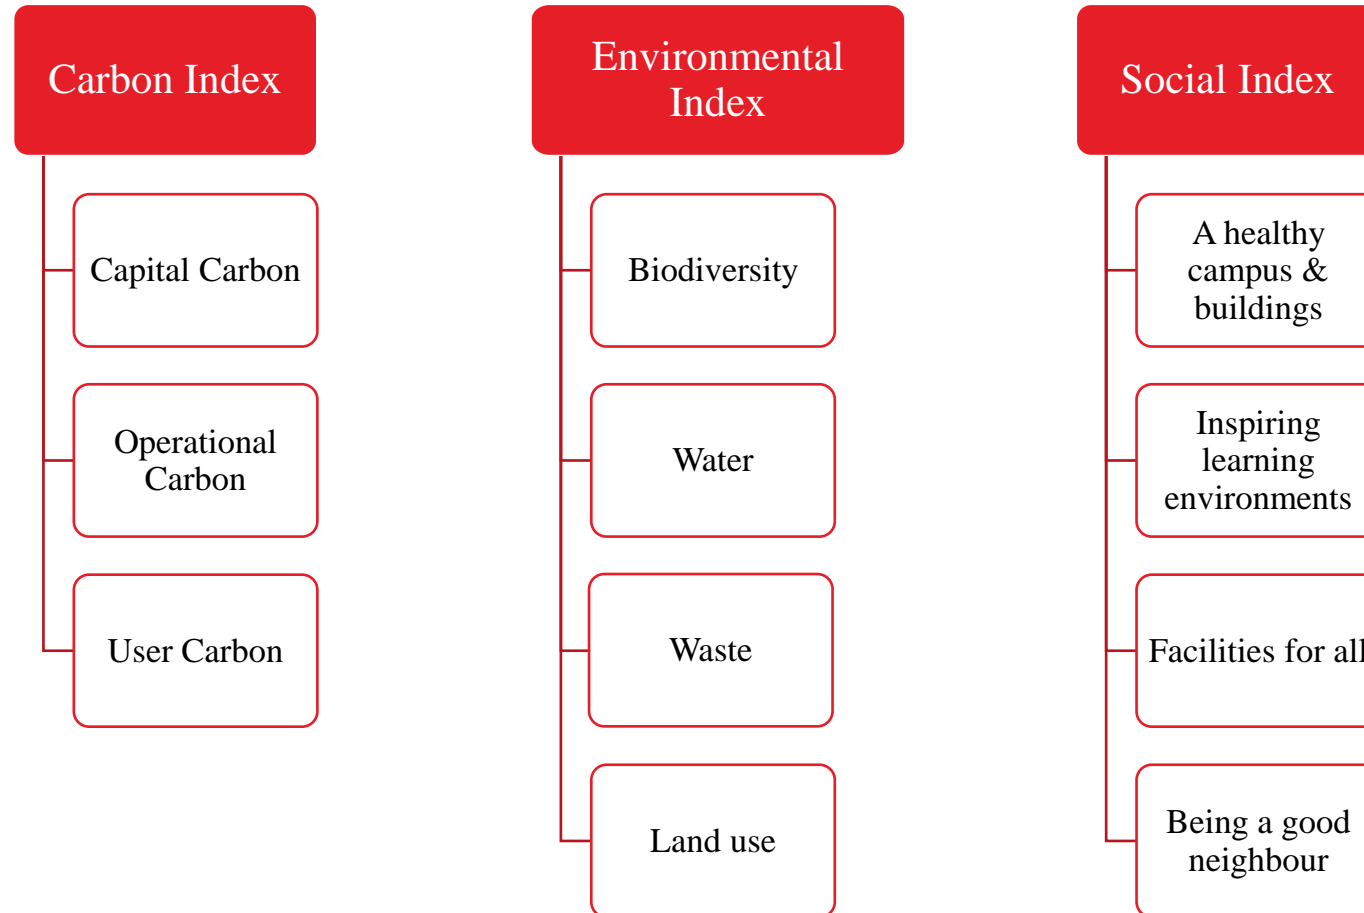 Carbon Index
Capital Carbon
Operational
Carbon
User Carbon
Environmental
Index
Biodiversity
Water
Waste
Land use
Social Index
A healthy
campus &
buildings
Inspiring
learning
environments
Facilities for all
Being a good
neighbour